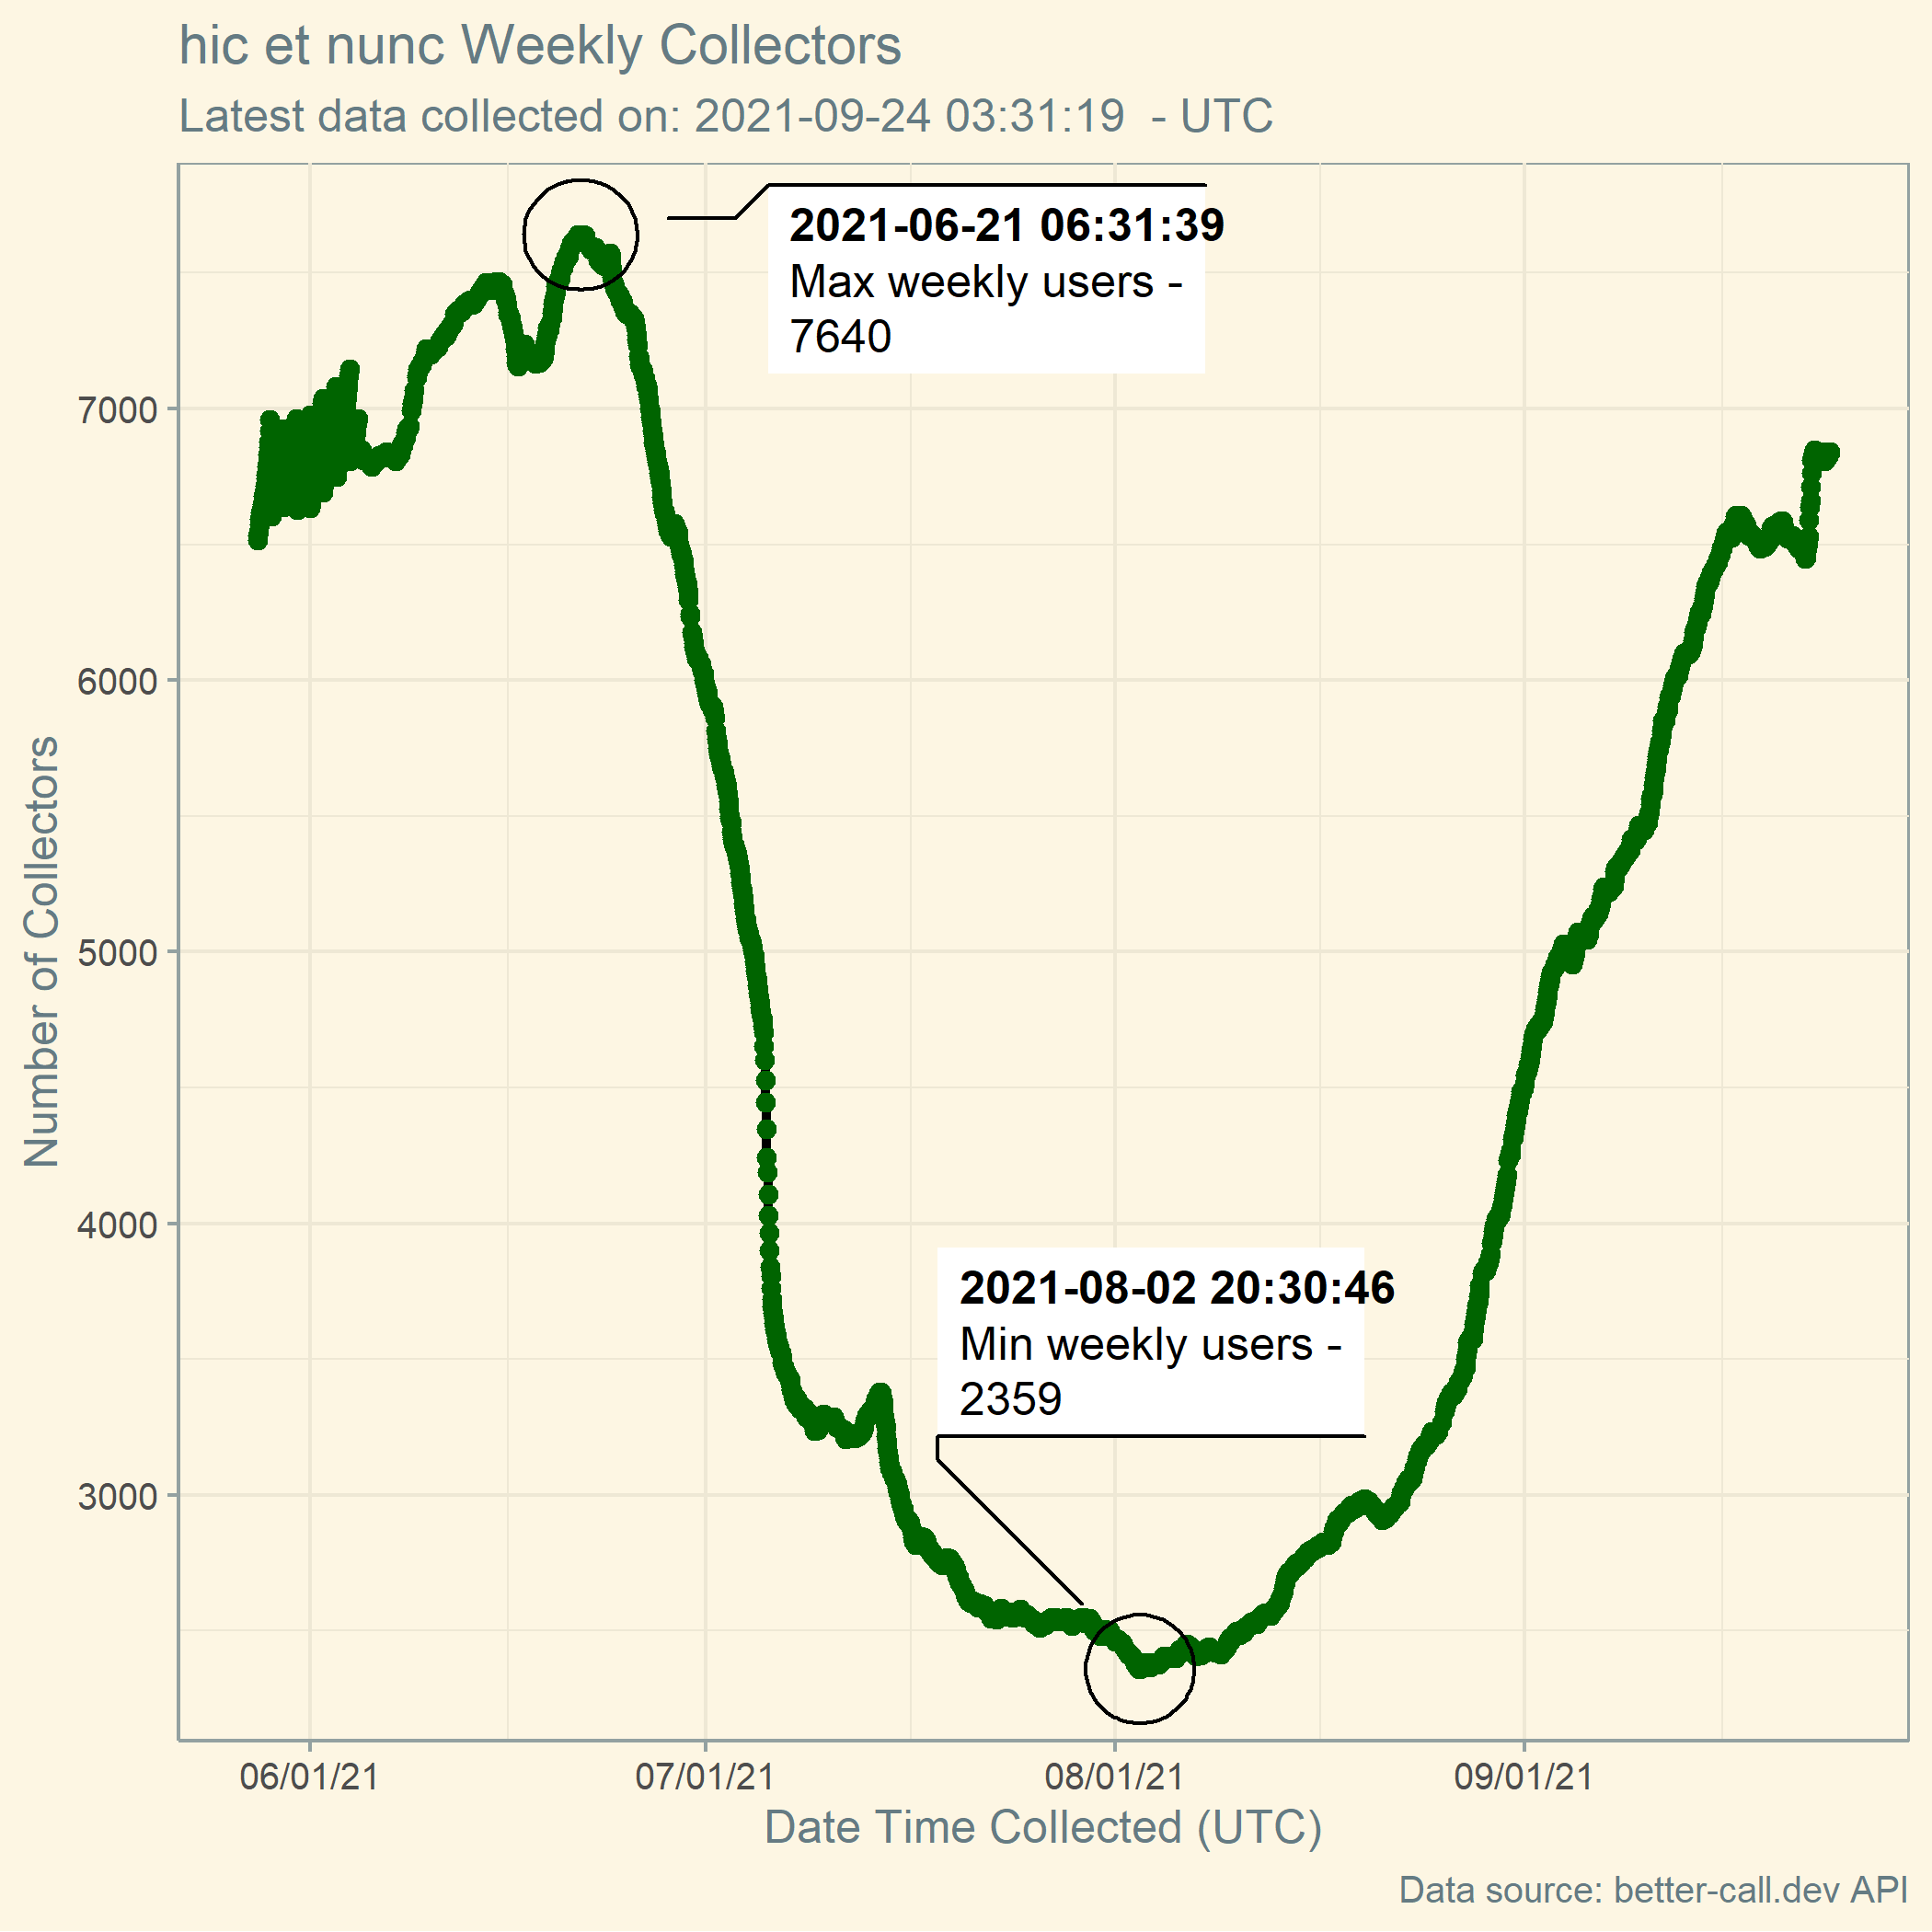 hic et nunc Weekly Collectors
Latest data collected on: 2021-09-24 03:31:19  - UTC
2021-06-21 06:31:39
Max weekly users -
7640
7000
6000
5000
4000
3000
Number of Collectors
2021-08-02 20:30:46
Min weekly users -
2359
06/01/21 07/01/21 08/01/21 09/01/21
Date Time Collected (UTC)
Data source: better-call.dev API